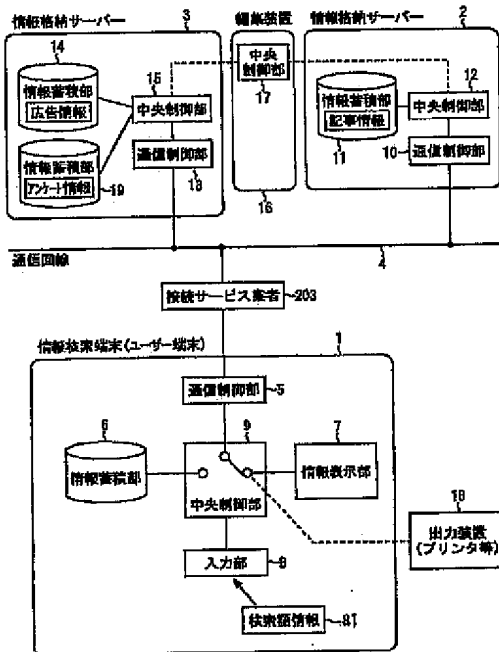 情報格納サーバー
3
14
情報蓄積部
広告情報
15
中央制御部
情報蓄積部
アンケート情報
19
通信制御部
13
編集装置
中央制御部
17
16
情報格納サーバー
2
情報蓄積部
記事情報
11
12
中央制御部
10
通信制御部
通信回線
4
接続サービス業者
203
情報検索端末(ユーザー端末)
1
通信制御部
5
6
情報蓄積部
9
中央制御部
7
情報表示部
18
出力装置
(プリンタ等)
入力部
8
検索語情報
81